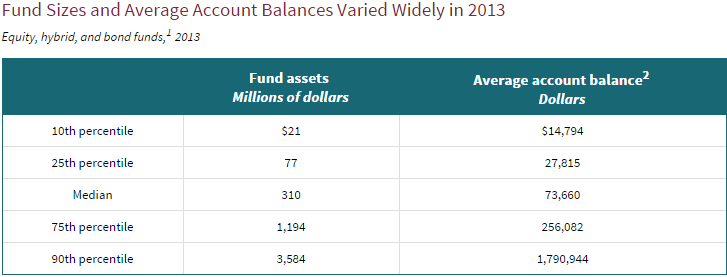 Fund Sizes and Average Account Balances Varied Widely in 2013
Equity, hybrid, and bond funds,1 2013
Fund assets
Millions of dollars
Average account balance2
Dollars
10th percentile $21 $14,794
25th percentile 77 27,815
Median 310 73,660
75th percentile 1,194 256,082
90th percentile 3,584 1,790,944